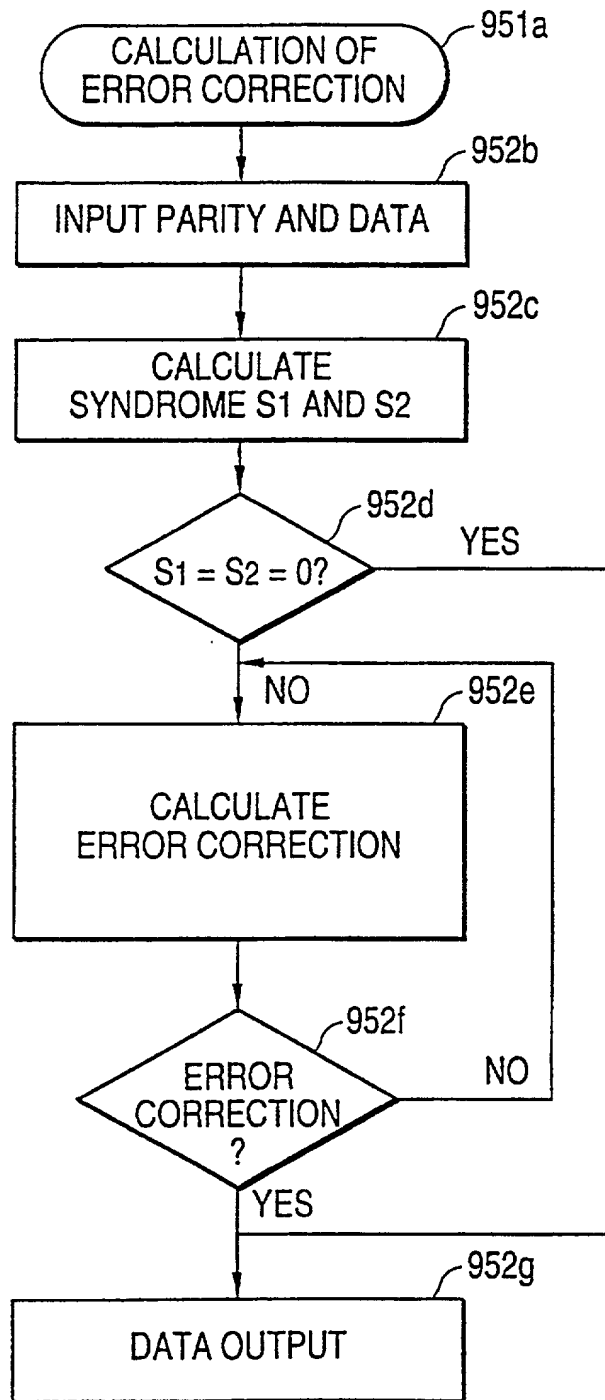 CALCULATION OF
ERROR CORRECTION
951a
952b
INPUT PARITY AND DATA
952c
CALCULATE
SYNDROME S1 AND S2
952d
S1 = S2 = 0?
YES
NO
952e
CALCULATE
ERROR CORRECTION
952f
ERROR
CORRECTION
?
NO
YES
952g
DATA OUTPUT